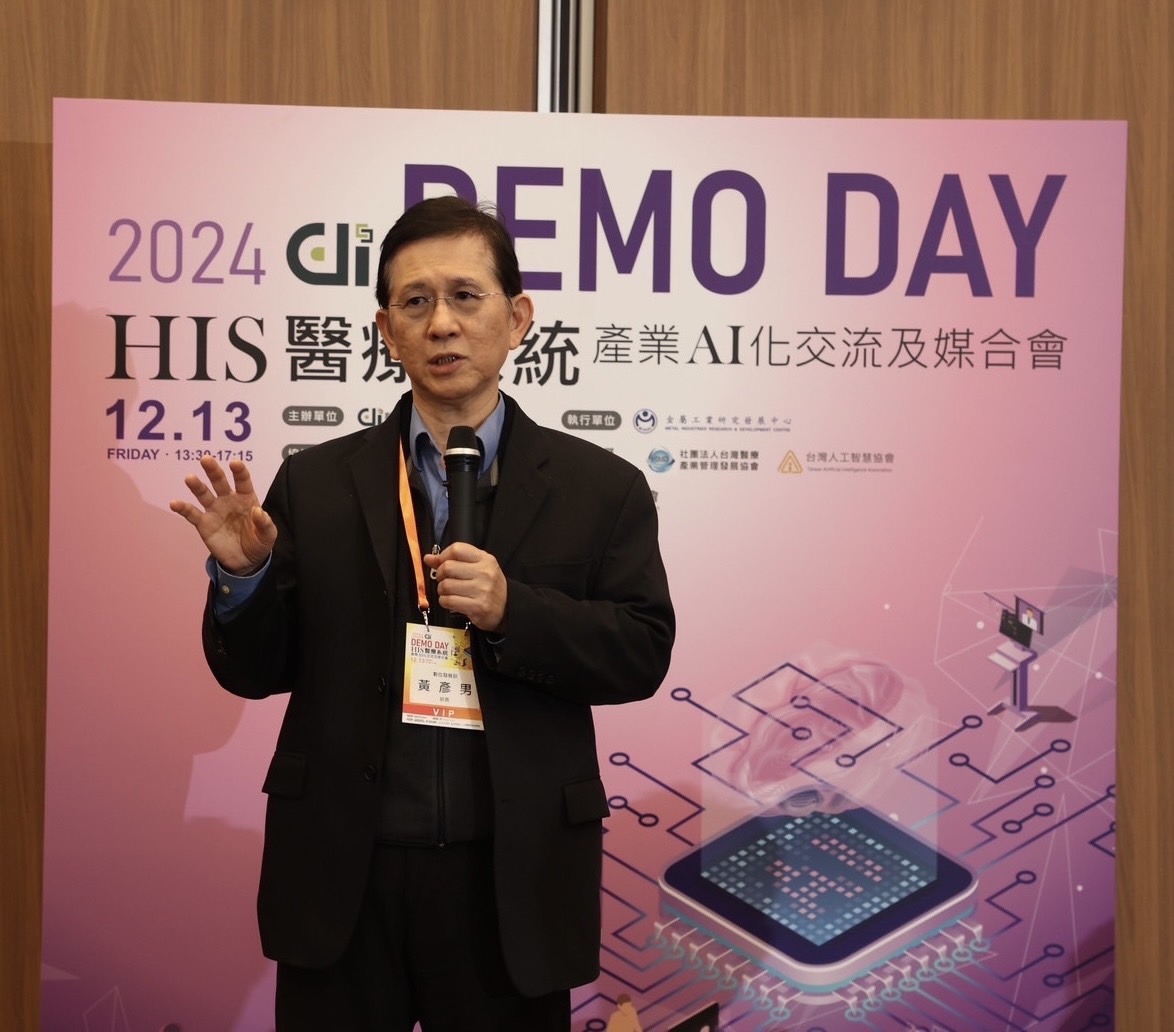 2024 di DEMO DAY
HIS 醫療 統 產業AI化交流及媒合會
12.13
FRIDAY · 13:30-17:15
主辦單位
執行單位
金屬工業研究發展中心
METAL INDUSTRIES RESEARCH & DEVELOPMENT CENTRE
社團法人台灣醫療
產業管理發展協會
台灣人工智慧協會
Taiwan Artificial Intelligence Association
DEMO DAY
HIS醫療系統
黃彥男
VIP